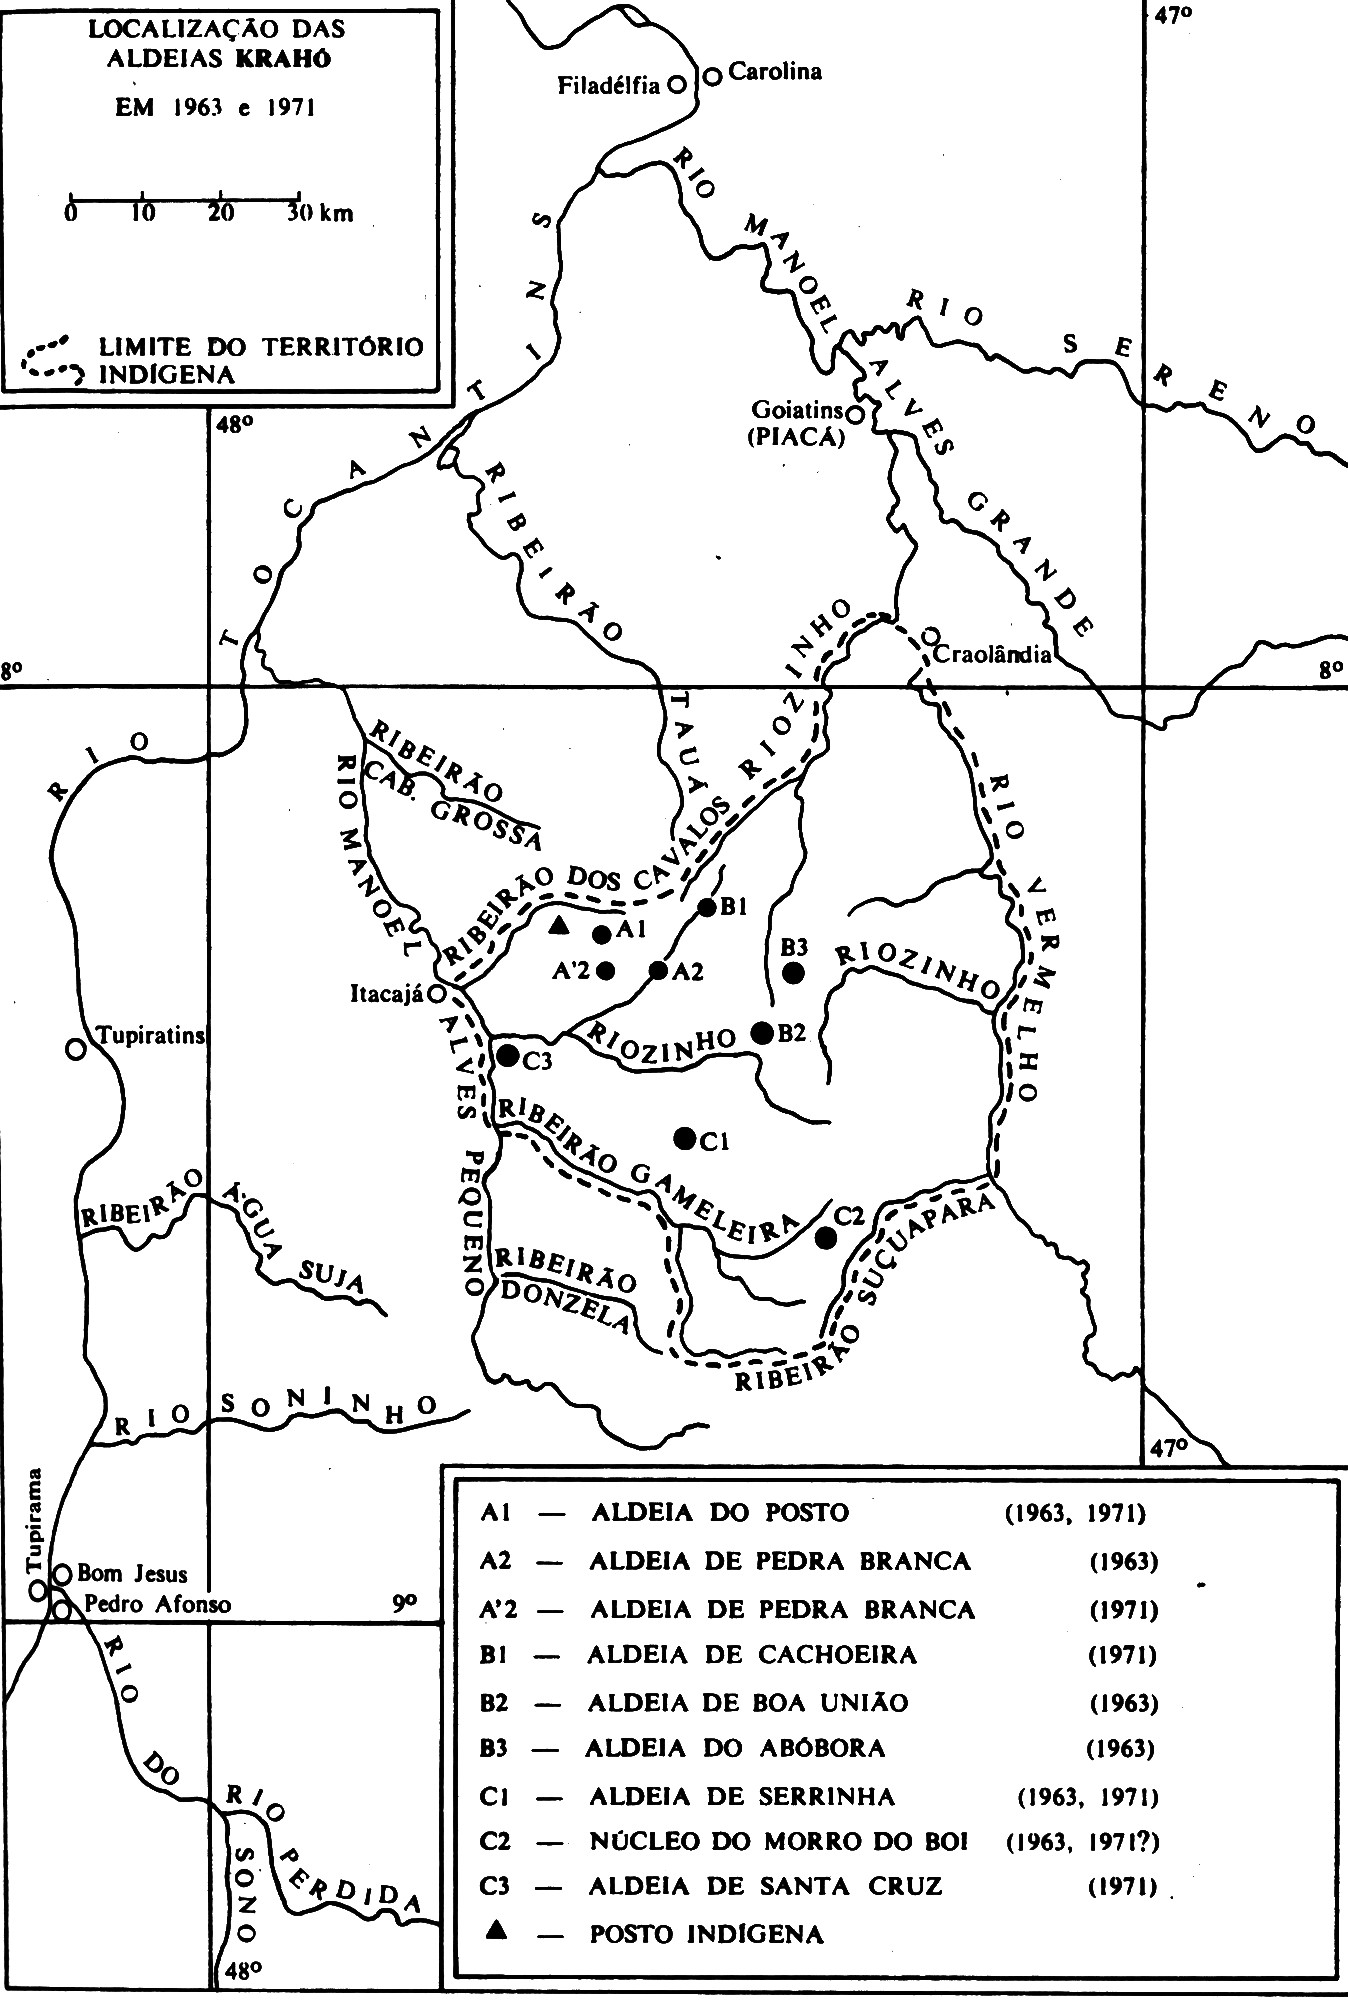 LOCALIZAÇÃO DAS
ALDEIAS KRAHÓ
EM 1963 e 1971
0 10 20 30 km
LIMITE DO TERRITÓRIO
INDÍGENA
47º
Filadélfia
Carolina
RIO MANOEL ALVES GRANDE
RIO SERENO
Goiatins
(PIACÁ)
48º
RIO TOCANTINS
RIBEIRÃO TAUÁ
8º
8º
Craolândia
RIOZINHO
RIBEIRÃO
CAB. GROSSA
RIO MANOEL ALVES PEQUENO
RIBEIRÃO DOS CAVALOS
RIO VERMELHO
A1
B1
A'2
A2
B3
RIOZINHO
Itacajá
RIOZINHO
B2
C3
Tupiratins
RIBEIRÃO GAMELEIRA
C1
C2
RIBEIRÃO ÁGUA SUJA
RIBEIRÃO
DONZELA
RIBEIRÃO SUÇUAPARA
RIO SONINHO
47º
Tupirama
Bom Jesus
Pedro Afonso
9º
RIO DO SONO
RIO PERDIDA
48º
A1 — ALDEIA DO POSTO (1963, 1971)
A2 — ALDEIA DE PEDRA BRANCA (1963)
A'2 — ALDEIA DE PEDRA BRANCA (1971)
B1 — ALDEIA DE CACHOEIRA (1971)
B2 — ALDEIA DE BOA UNIÃO (1963)
B3 — ALDEIA DO ABÓBORA (1963)
C1 — ALDEIA DE SERRINHA (1963, 1971)
C2 — NÚCLEO DO MORRO DO BOI (1963, 1971?)
C3 — ALDEIA DE SANTA CRUZ (1971)
▲ — POSTO INDÍGENA